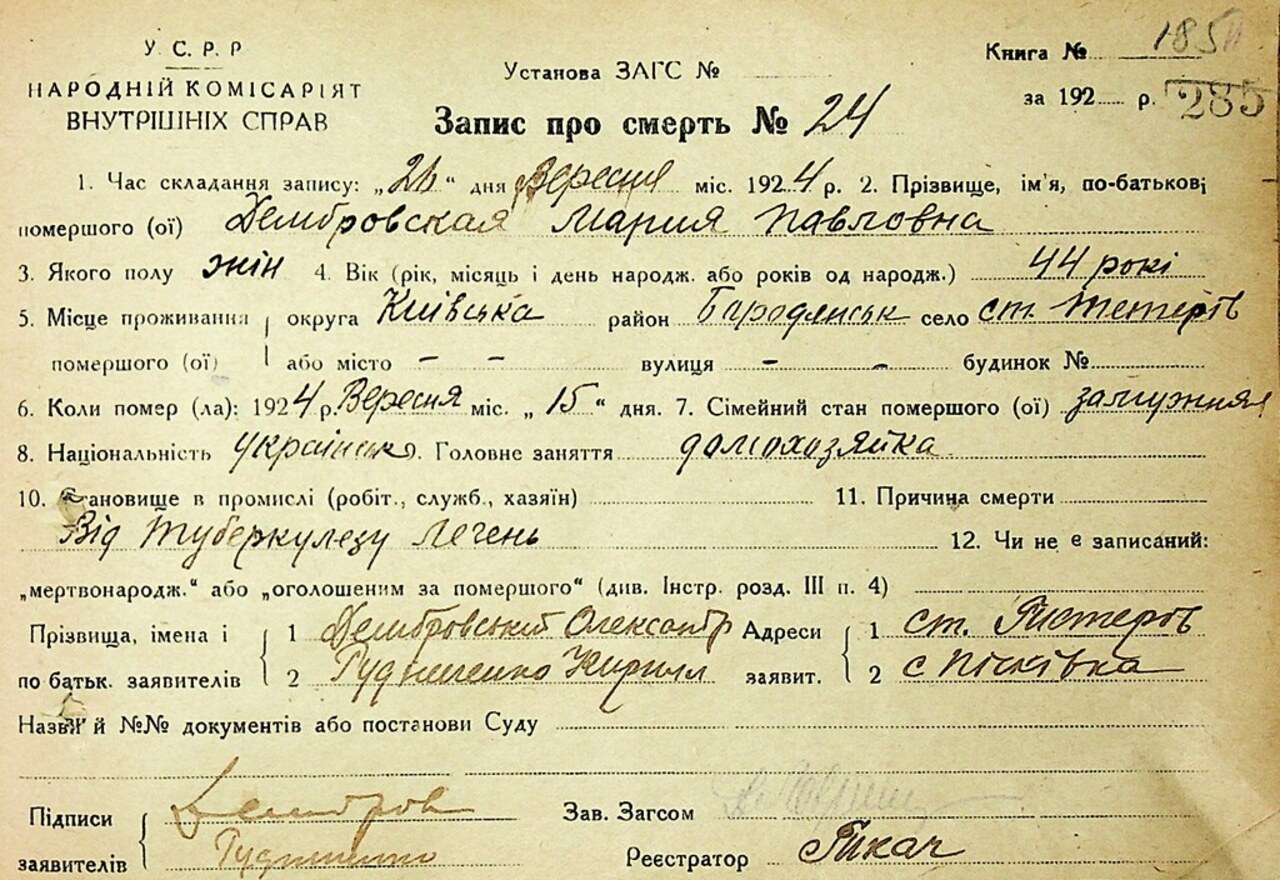 У. С. Р. Р
НАРОДНІЙ КОМІСАРІЯТ
ВНУТРІШНІХ СПРАВ
Установа ЗАГС №
Запис про смерть № 24
Книга № 185
за 192 р. 285
1. Час складання запису: „26“ дня Вересня міс. 1924 р. 2. Прізвище, ім'я, по-батькові
помершого (ої) Дембровская Мария Павловна
3. Якого полу жін 4. Вік (рік, місяць і день народж. або років од народж.) 44 рокі
5. Місце проживання округа Київська район Бородянськ село ст. Тетерів
помершого (ої) або місто – – вулиця – – будинок №
6. Коли помер (ла): 1924 р. Вересня міс. „15“ дня. 7. Сімейний стан помершого (ої) замужняя
8. Національність українськ 9. Головне заняття домохозяйка
10. Становище в промислі (робіт., служб., хазяїн) 11. Причина смерти
Від туберкулезу легень 12. Чи не є записаний:
„мертвонародж.“ або „оголошеним за помершого“ (див. Інстр. розд. III п. 4)
Прізвища, імена і 1 Дембровський Олександр Адреси 1 ст. Тетерів
по батьк. заявителів 2 Кирилл заявит. 2 с Пісківка
Назви й №№ документів або постанови Суду
Підписи Дембров Зав. Загсом
заявителів Реєстратор Ткач